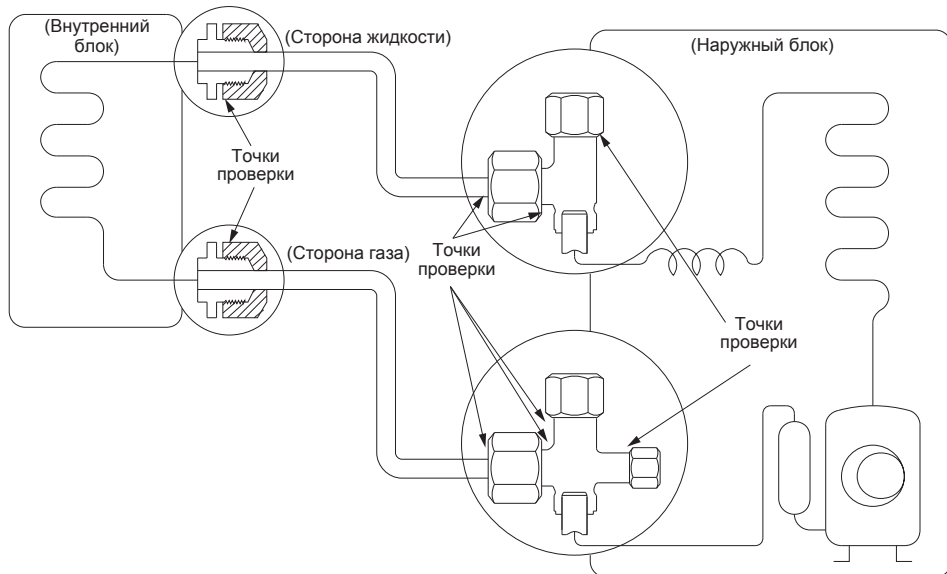 (Внутренний
блок)
(Сторона жидкости)
(Наружный блок)
Точки
проверки
(Сторона газа)
Точки
проверки
Точки
проверки